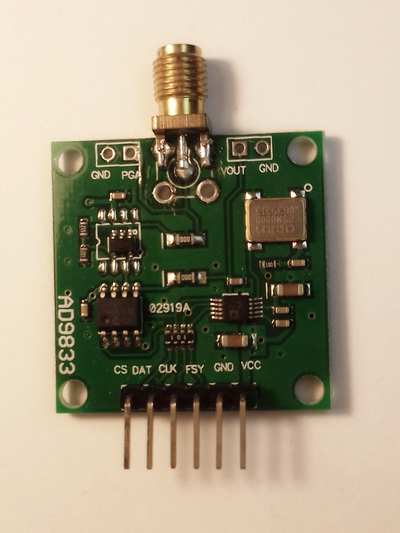 GND PGA VOUT GND
02919A
AD9833
CS DAT CLK FSY GND VCC